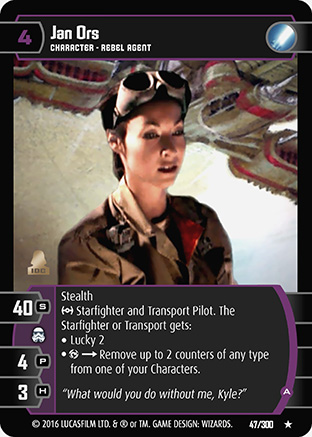 4
Jan Ors
CHARACTER - REBEL AGENT
IDC
40 S
4 P
3 H
Stealth
Starfighter and Transport Pilot. The
Starfighter or Transport gets:
• Lucky 2
• → Remove up to 2 counters of any type
from one of your Characters.
"What would you do without me, Kyle?"
A
© 2016 LUCASFILM LTD. & ® or TM. GAME DESIGN: WIZARDS. 47/300 ★